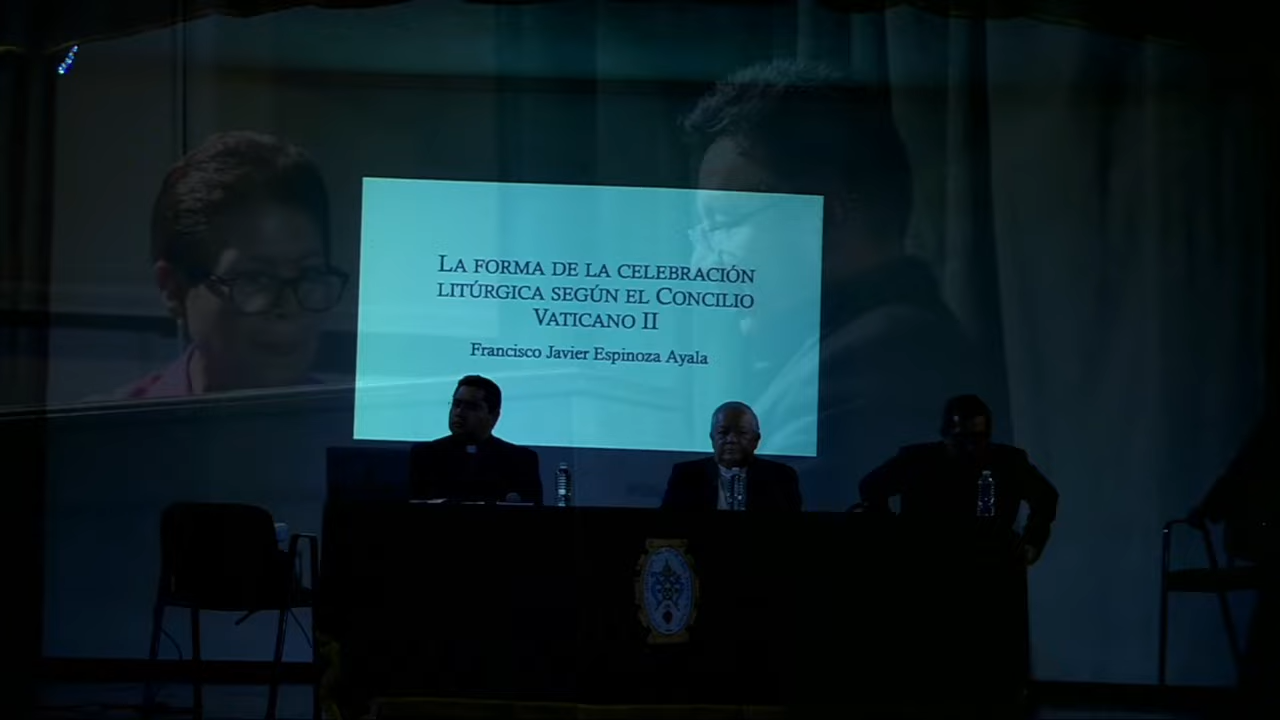 LA FORMA DE LA CELEBRACIÓN
LITÚRGICA SEGÚN EL CONCILIO
VATICANO II
Francisco Javier Espinoza Ayala